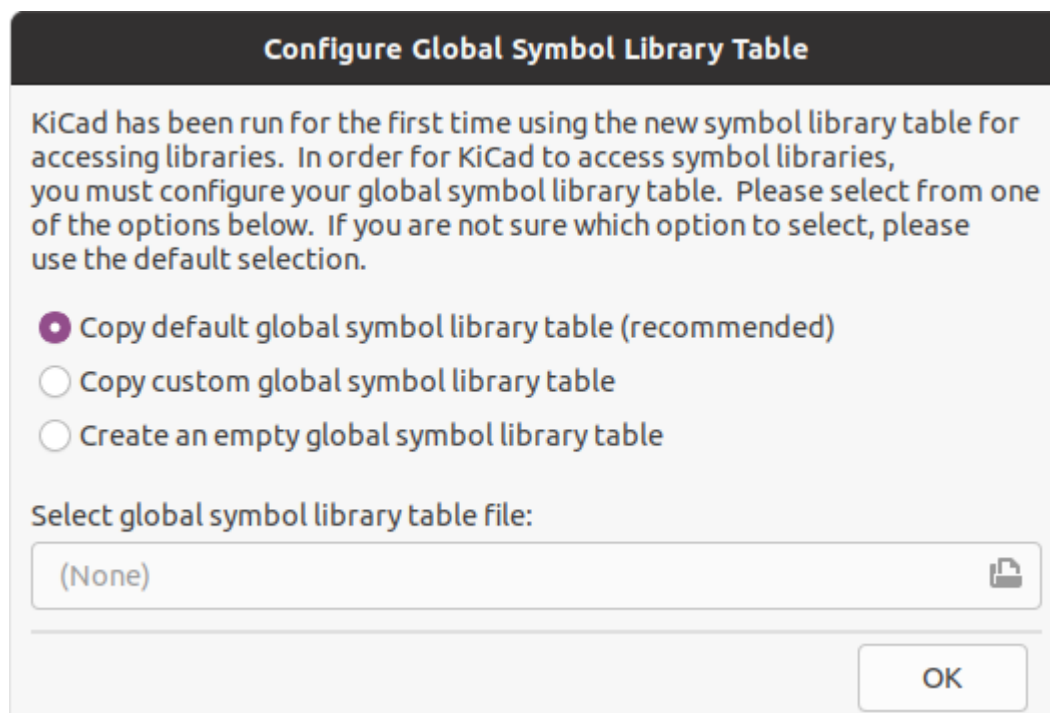 Configure Global Symbol Library Table
KiCad has been run for the first time using the new symbol library table for
accessing libraries.  In order for KiCad to access symbol libraries,
you must configure your global symbol library table.  Please select from one
of the options below.  If you are not sure which option to select, please
use the default selection.
Copy default global symbol library table (recommended)
Copy custom global symbol library table
Create an empty global symbol library table
Select global symbol library table file:
(None)
OK